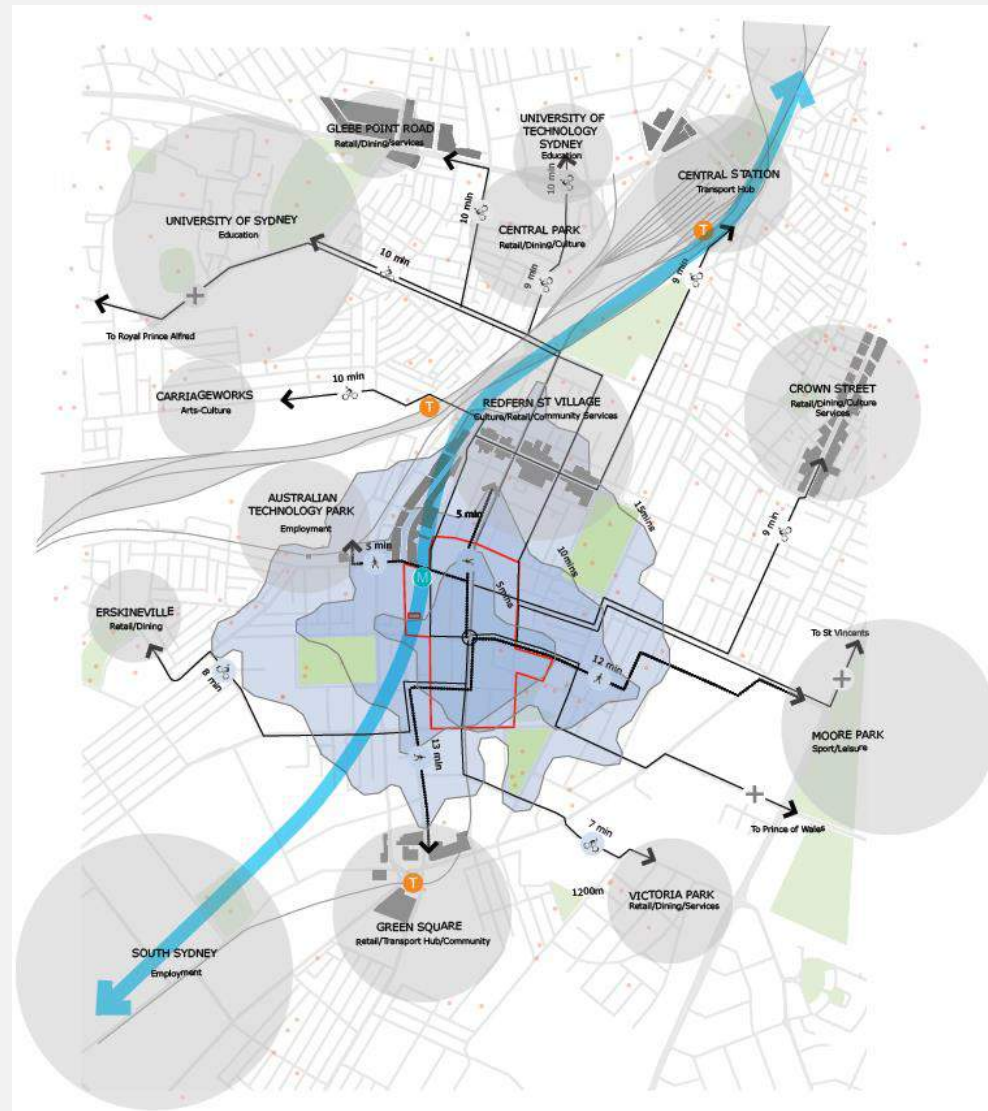 GLEBE POINT ROAD
Retail/Dining/services
UNIVERSITY OF
TECHNOLOGY
SYDNEY
Education
10 min
CENTRAL STATION
Transport Hub
T
10 min
UNIVERSITY OF SYDNEY
Education
CENTRAL PARK
Retail/Dining/Culture
10 min
9 min
9 min
To Royal Prince Alfred
CARRIAGEWORKS
Arts-Culture
10 min
T
REDFERN ST VILLAGE
Culture/Retail/Community Services
CROWN STREET
Retail/Dining/Culture
Services
AUSTRALIAN
TECHNOLOGY PARK
Employment
5 min
15mins
10mins
5mins
9 min
5 min
M
ERSKINEVILLE
Retail/Dining
8 min
To St Vincents
12 min
MOORE PARK
Sport/Leisure
13 min
To Prince of Wales
7 min
1200m
VICTORIA PARK
Retail/Dining/Services
T
GREEN SQUARE
Retail/Transport Hub/Community
SOUTH SYDNEY
Employment